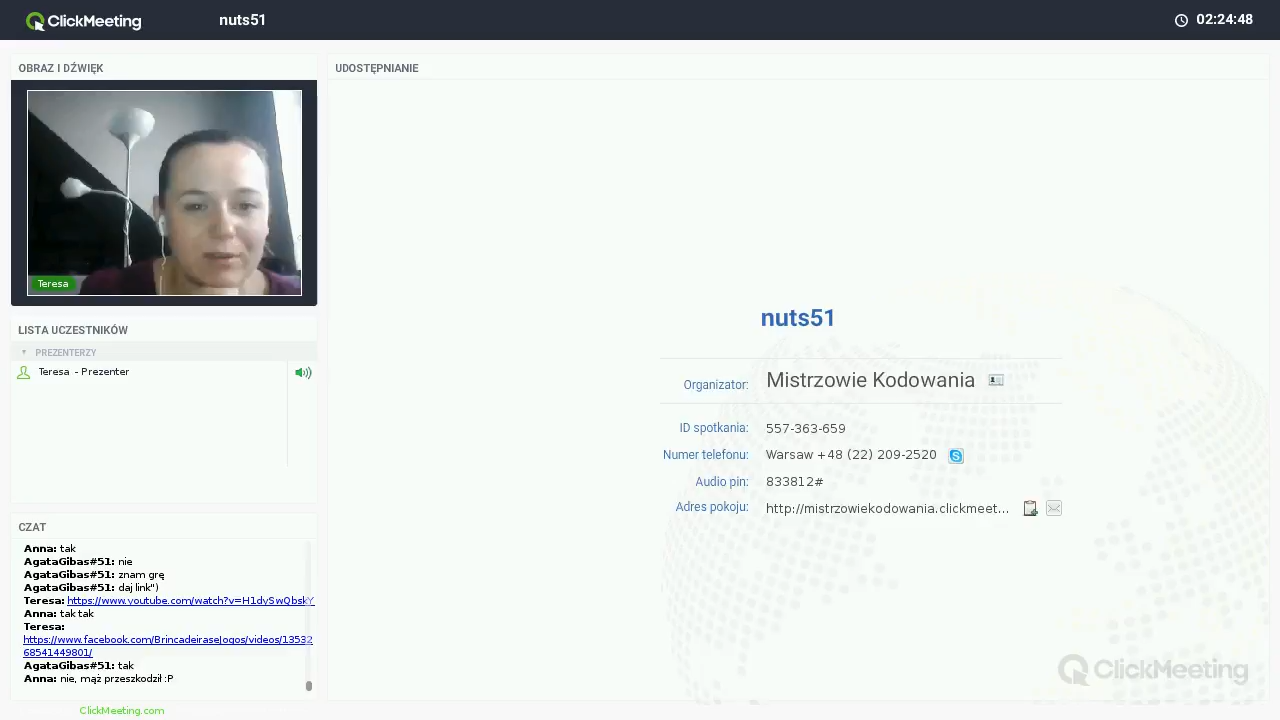 ClickMeeting
nuts51
02:24:48
OBRAZ I DŹWIĘK
Teresa
LISTA UCZESTNIKÓW
PREZENTERZY
Teresa - Prezenter
CZAT
Anna: tak
AgataGibas#51: nie
AgataGibas#51: znam grę
AgataGibas#51: daj link")
Teresa: https://www.youtube.com/watch?v=H1dySwQbskY
Anna: tak tak
Teresa:
https://www.facebook.com/BrincadeiraseJogos/videos/13532
68541449801/
AgataGibas#51: tak
Anna: nie, mąż przeszkodził :P
ClickMeeting.com
UDOSTĘPNIANIE
nuts51
Organizator: Mistrzowie Kodowania
ID spotkania: 557-363-659
Numer telefonu: Warsaw +48 (22) 209-2520
Audio pin: 833812#
Adres pokoju: http://mistrzowiekodowania.clickmeet...
ClickMeeting